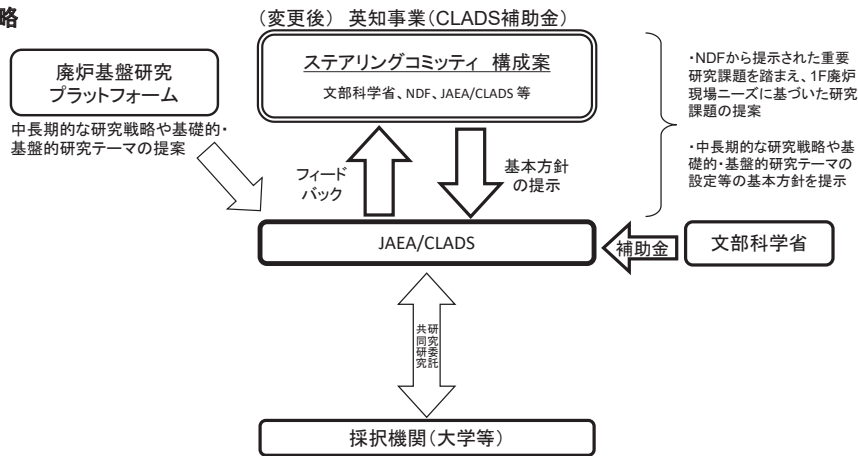 略
（変更後） 英知事業（CLADS補助金）
廃炉基盤研究
プラットフォーム
中長期的な研究戦略や基礎的・
基盤的研究テーマの提案
ステアリングコミッティ 構成案
文部科学省、NDF、JAEA/CLADS 等
・NDFから提示された重要
研究課題を踏まえ、1F廃炉
現場ニーズに基づいた研究
課題の提案
・中長期的な研究戦略や基
礎的・基盤的研究テーマの
設定等の基本方針を提示
フィード
バック
基本方針
の提示
JAEA/CLADS
補助金
文部科学省
研究委託
共同研究
採択機関（大学等）